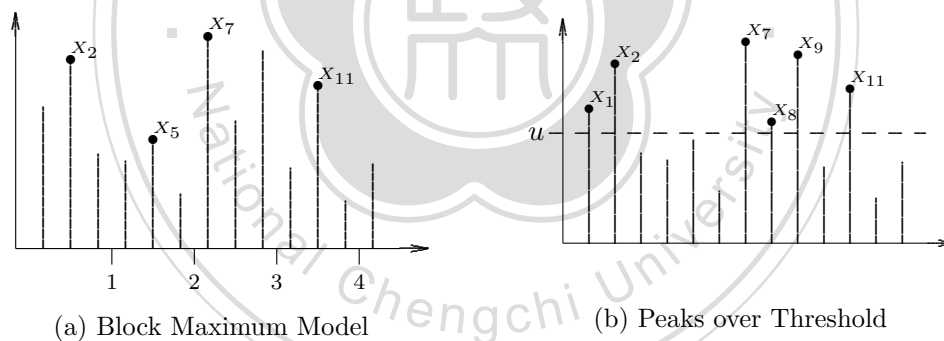 X2
X5
X7
X11
1 2 3 4
(a) Block Maximum Model
u
X1
X2
X7
X8
X9
X11
(b) Peaks over Threshold
National Chengchi University